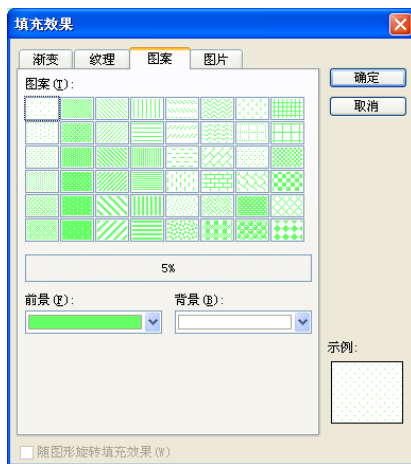 填充效果
渐变 纹理 图案 图片
图案(T):
确定
取消
5%
前景(F): 背景(B):
示例:
随图形旋转填充效果(W)